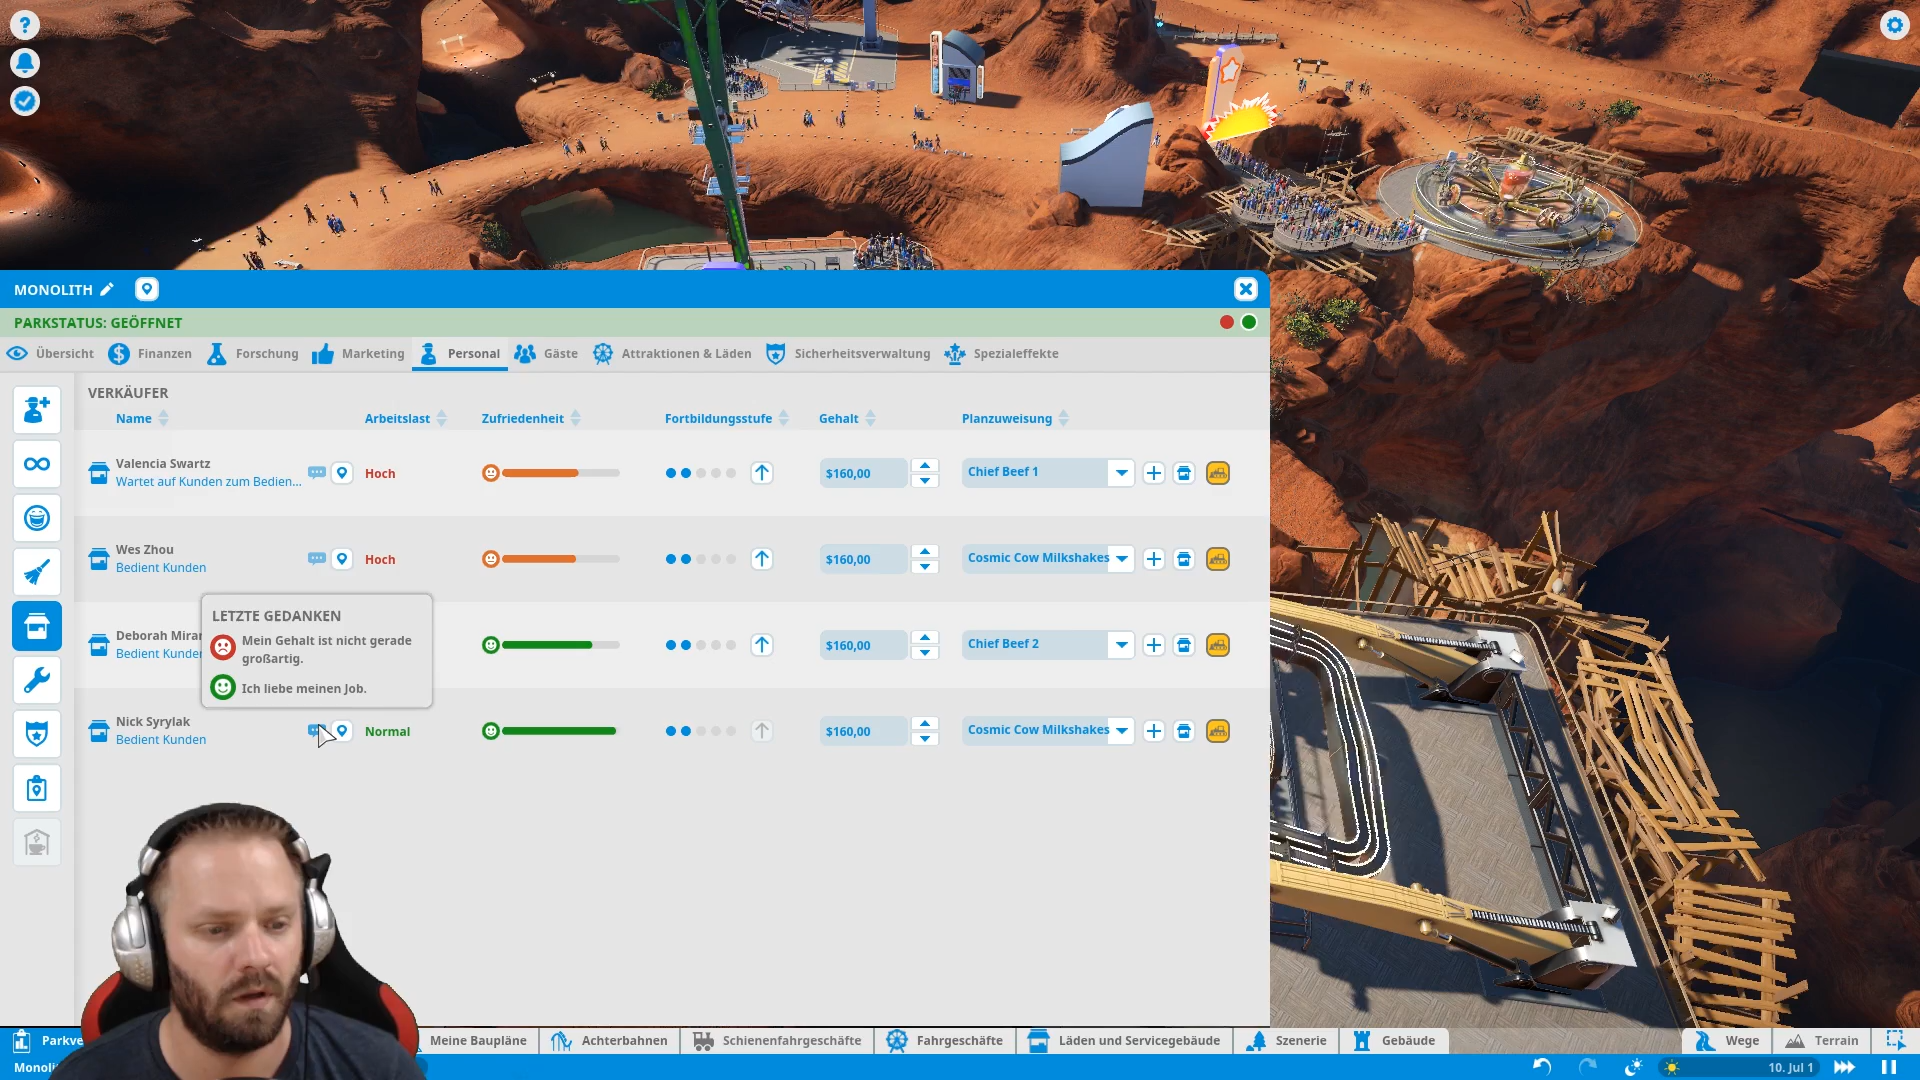 MONOLITH
PARKSTATUS: GEÖFFNET
Übersicht
Finanzen
Forschung
Marketing
Personal
Gäste
Attraktionen & Läden
Sicherheitsverwaltung
Spezialeffekte
VERKÄUFER
Name
Arbeitslast
Zufriedenheit
Fortbildungsstufe
Gehalt
Planzuweisung
Valencia Swartz
Wartet auf Kunden zum Bedien...
Hoch
$160,00
Chief Beef 1
Wes Zhou
Bedient Kunden
Hoch
$160,00
Cosmic Cow Milkshakes
LETZTE GEDANKEN
Mein Gehalt ist nicht gerade
großartig.
Ich liebe meinen Job.
Deborah
$160,00
Chief Beef 2
Nick Syrylak
Bedient Kunden
Normal
$160,00
Cosmic Cow Milkshakes
Meine Baupläne
Achterbahnen
Schienenfahrgeschäfte
Fahrgeschäfte
Läden und Servicegebäude
Szenerie
Gebäude
Wege
Terrain
10. Jul 1